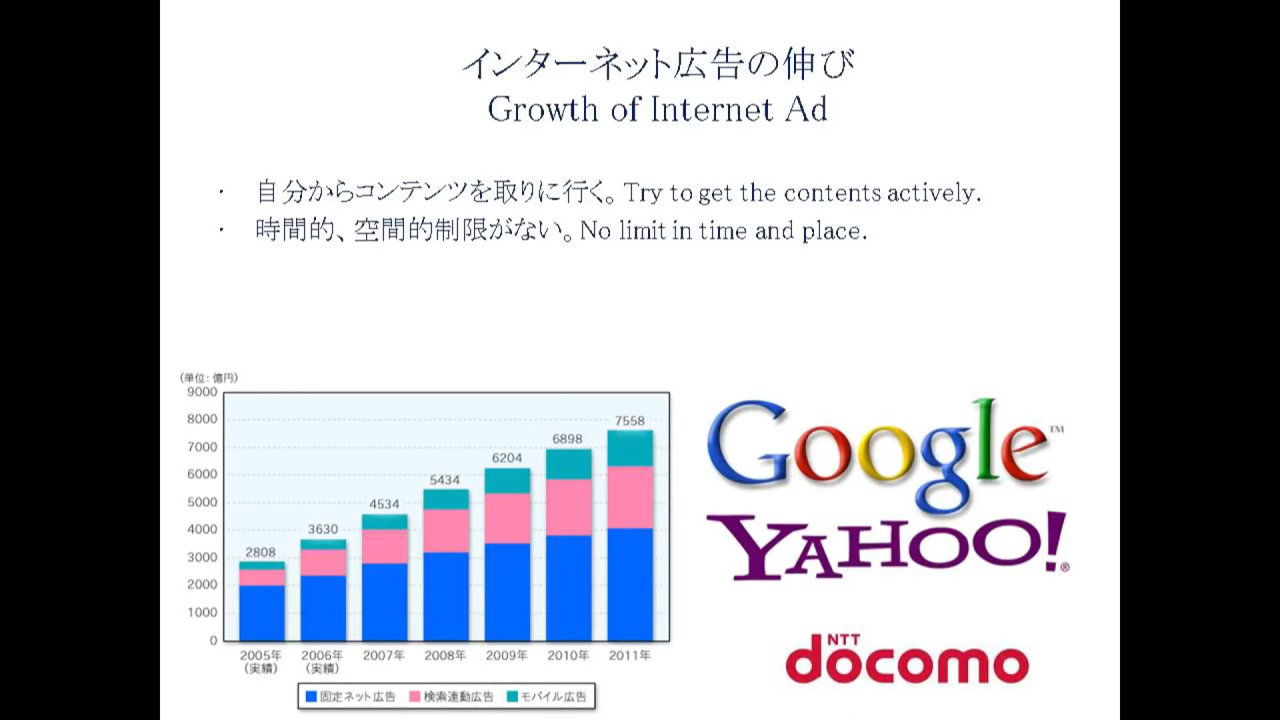 インターネット広告の伸び
Growth of Internet Ad
・ 自分からコンテンツを取りに行く。Try to get the contents actively.
・ 時間的、空間的制限がない。No limit in time and place.
(単位: 億円)
9000
8000
7000
6000
5000
4000
3000
2000
1000
0
2808
3630
4534
5434
6204
6898
7558
2005年 2006年 2007年 2008年 2009年 2010年 2011年
(実績) (実績)
固定ネット広告 検索連動広告 モバイル広告
Google™
YAHOO!®
NTT
docomo